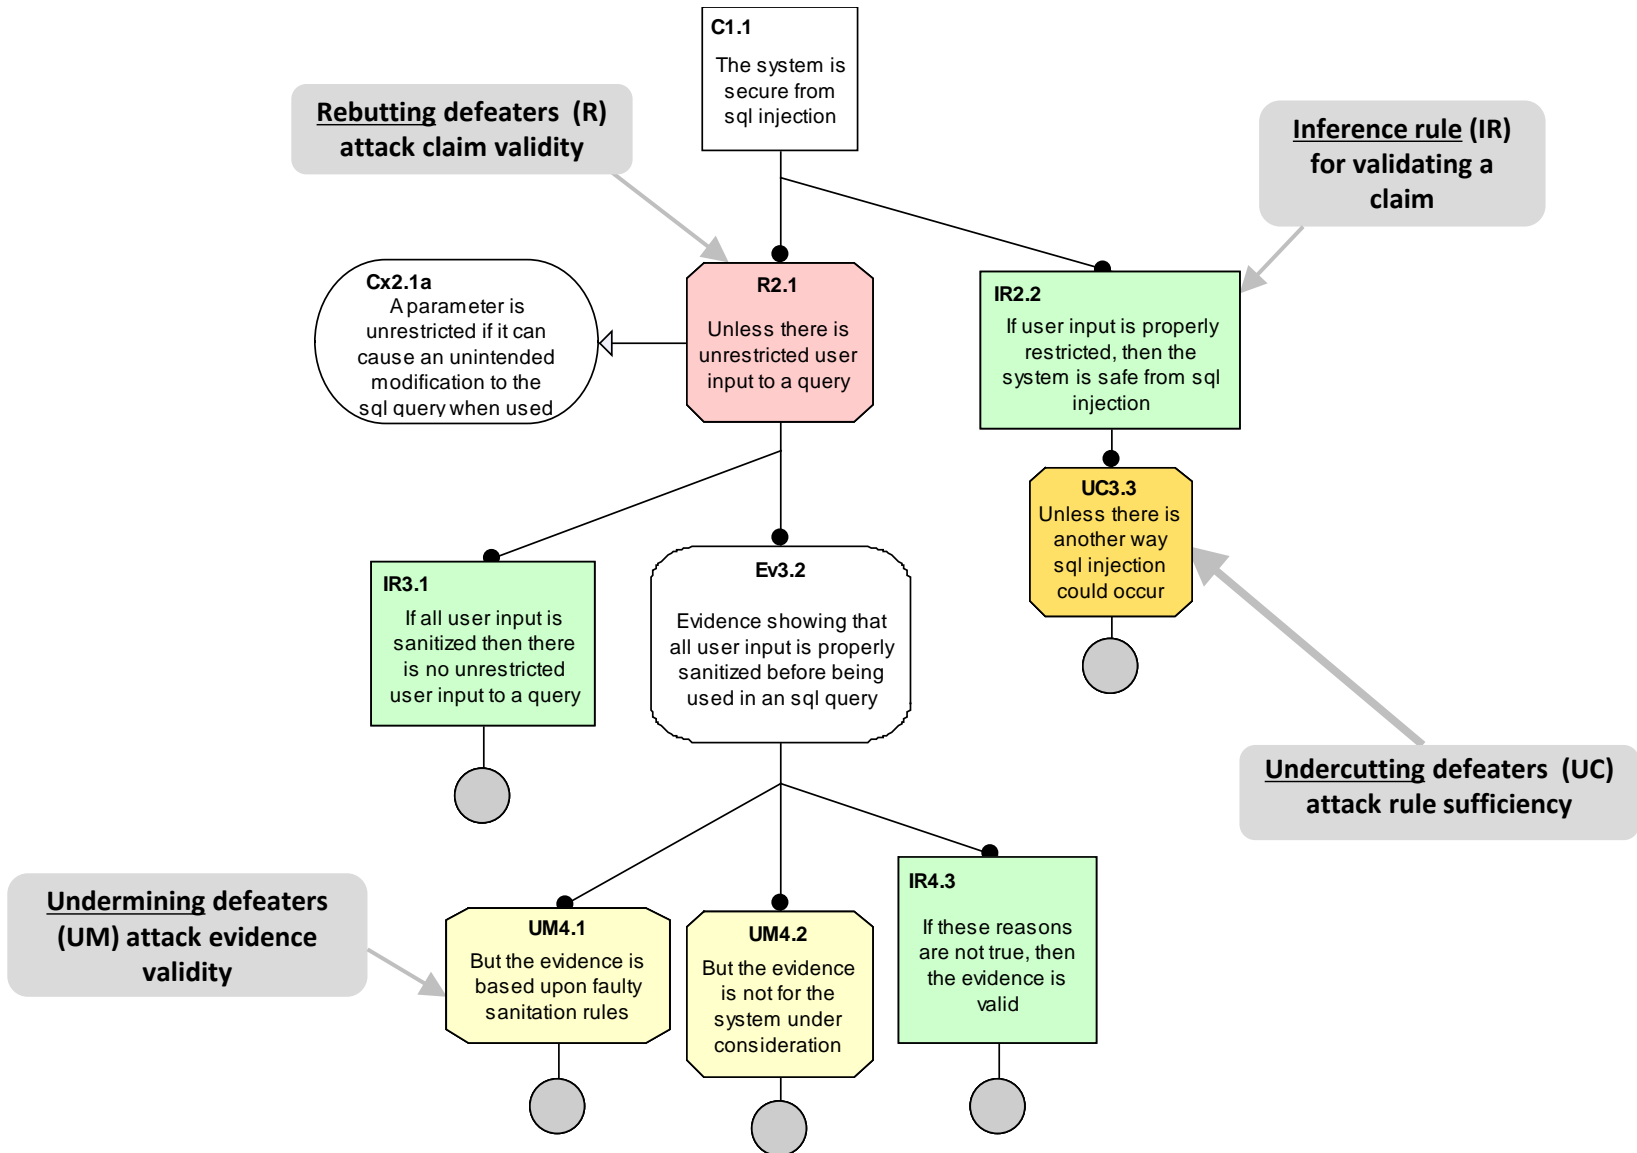 C1.1
The system is
secure from
sql injection
Rebutting defeaters (R)
attack claim validity
Inference rule (IR)
for validating a
claim
Cx2.1a
A parameter is
unrestricted if it can
cause an unintended
modification to the
sql query when used
R2.1
Unless there is
unrestricted user
input to a query
IR2.2
If user input is properly
restricted, then the
system is safe from sql
injection
UC3.3
Unless there is
another way
sql injection
could occur
IR3.1
If all user input is
sanitized then there
is no unrestricted
user input to a query
Ev3.2
Evidence showing that
all user input is properly
sanitized before being
used in an sql query
Undercutting defeaters (UC)
attack rule sufficiency
Undermining defeaters
(UM) attack evidence
validity
UM4.1
But the evidence is
based upon faulty
sanitation rules
UM4.2
But the evidence
is not for the
system under
consideration
IR4.3
If these reasons
are not true, then
the evidence is
valid